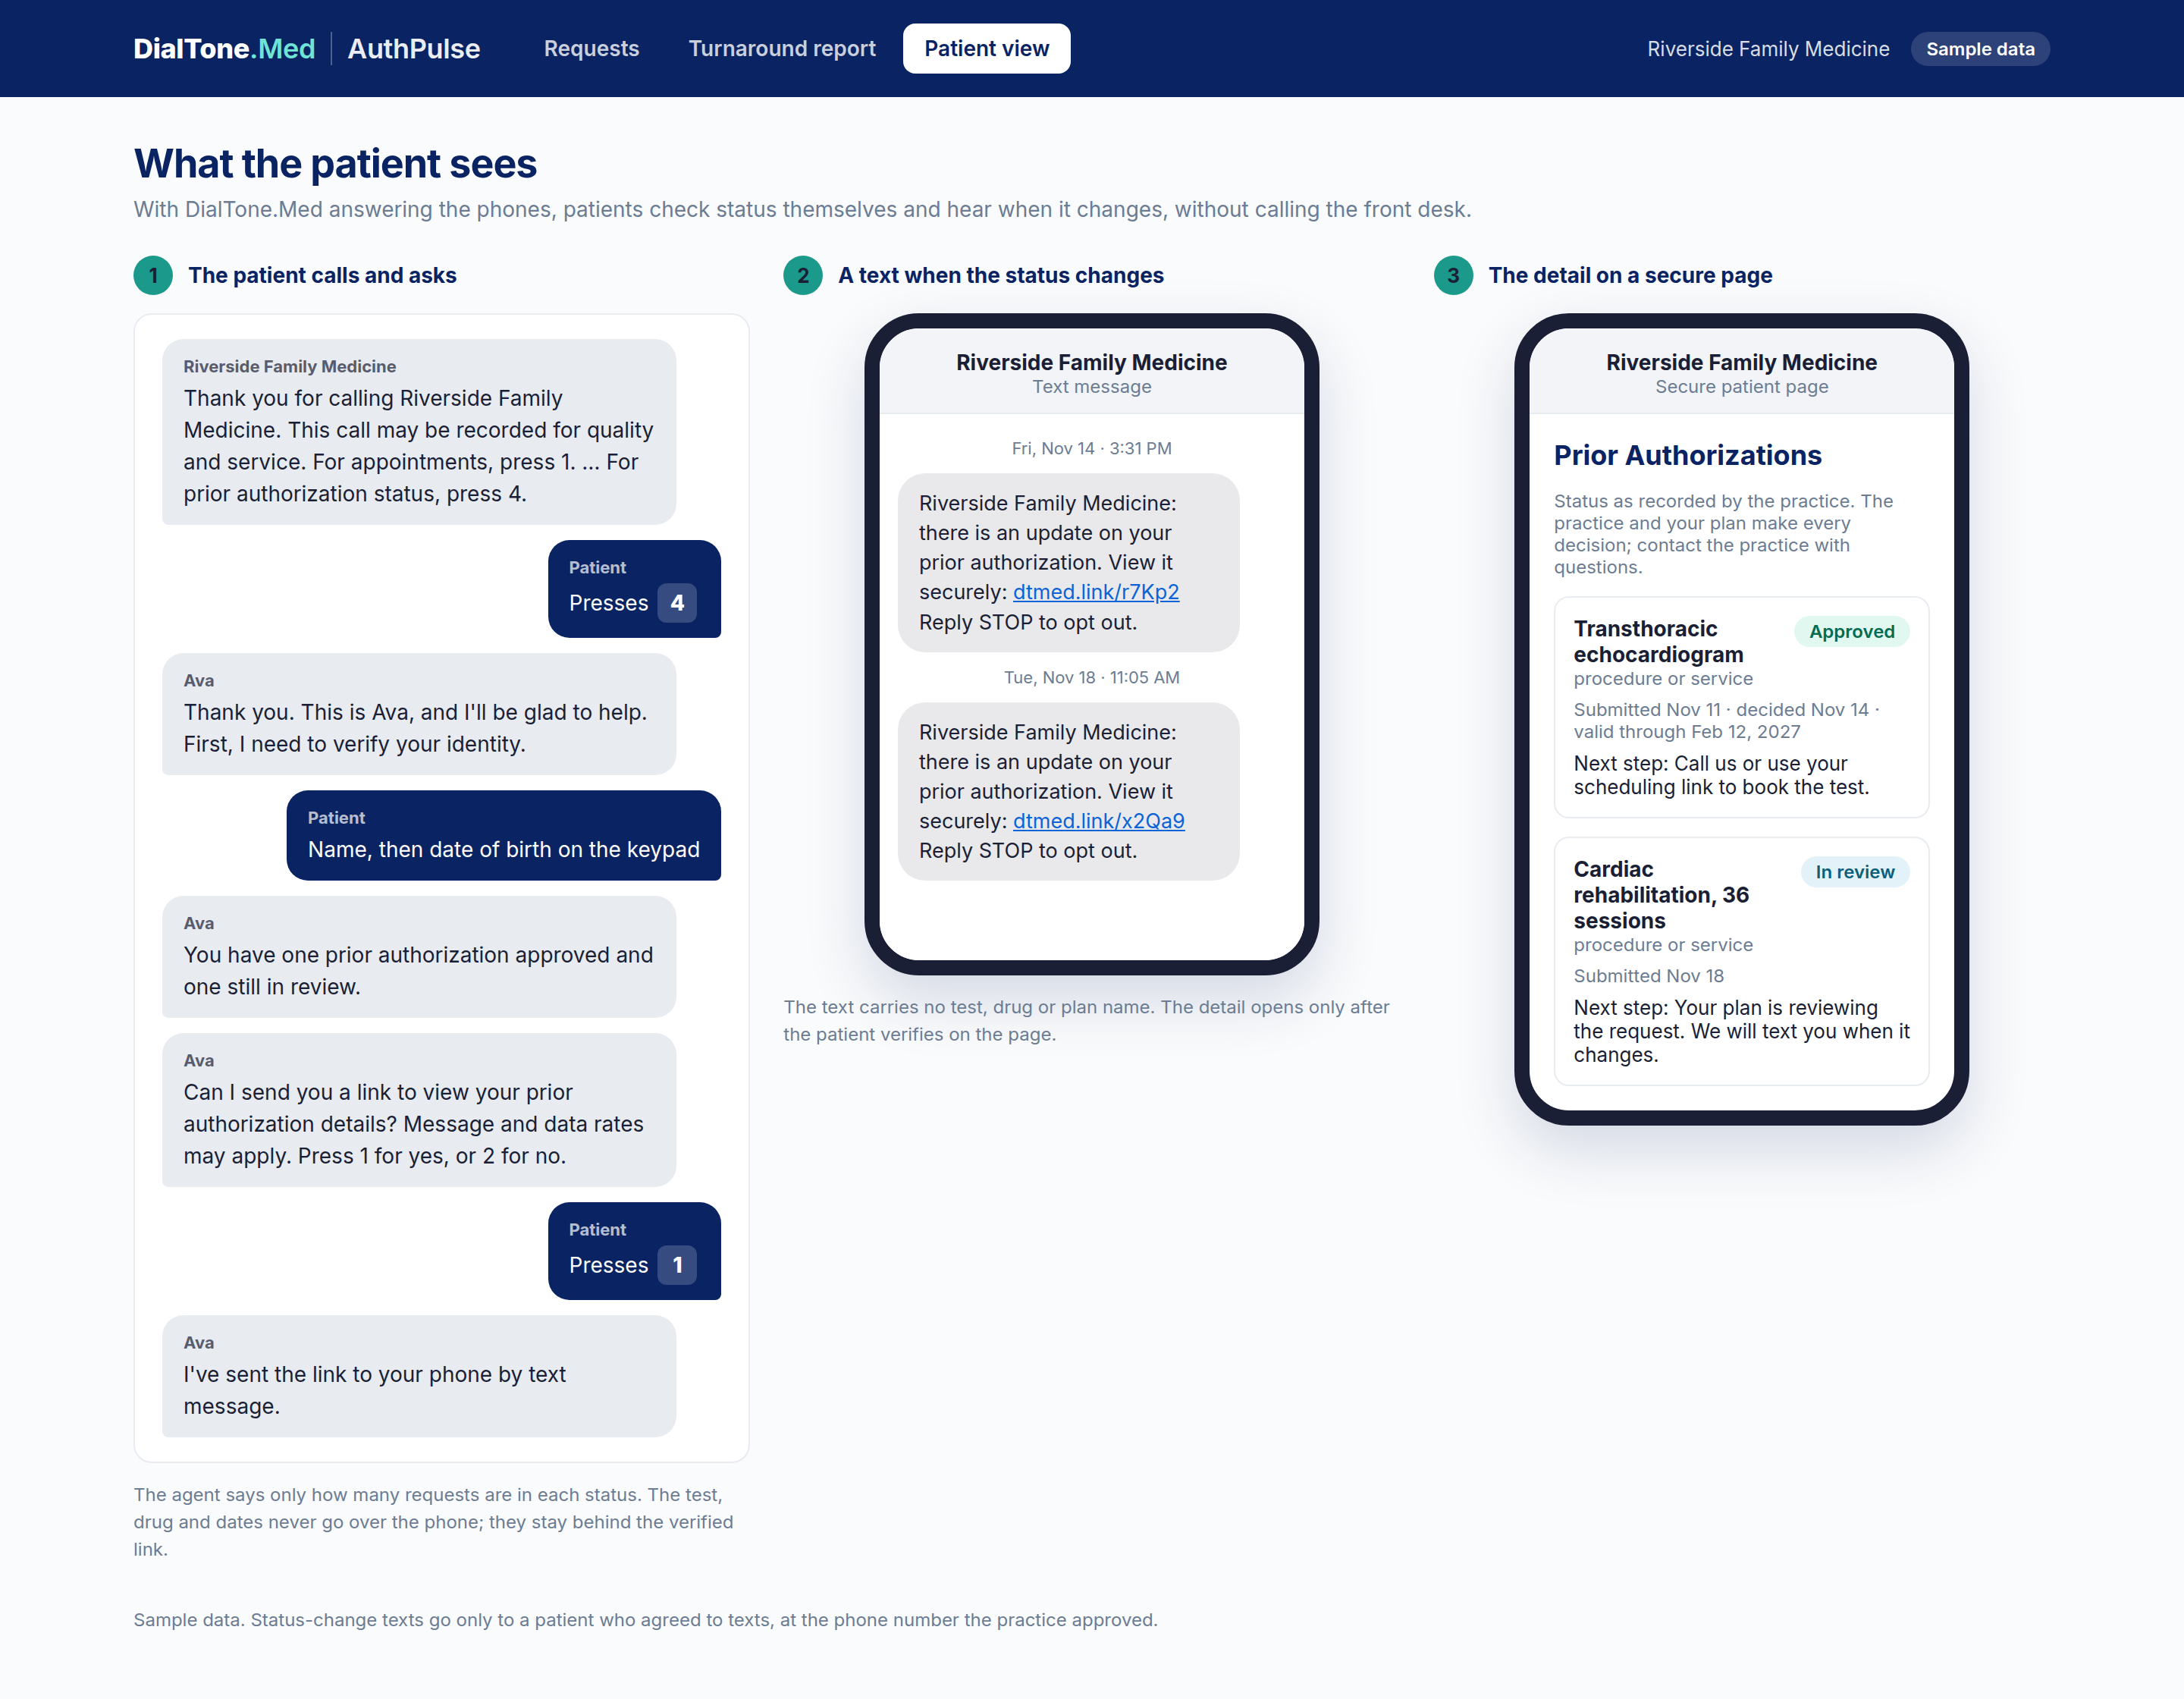 DialTone.Med | AuthPulse
Requests
Turnaround report
Patient view
Riverside Family Medicine
Sample data
What the patient sees
With DialTone.Med answering the phones, patients check status themselves and hear when it changes, without calling the front desk.
1 The patient calls and asks
Riverside Family Medicine
Thank you for calling Riverside Family
Medicine. This call may be recorded for quality
and service. For appointments, press 1. ... For
prior authorization status, press 4.
Patient
Presses 4
Ava
Thank you. This is Ava, and I'll be glad to help.
First, I need to verify your identity.
Patient
Name, then date of birth on the keypad
Ava
You have one prior authorization approved and
one still in review.
Ava
Can I send you a link to view your prior
authorization details? Message and data rates
may apply. Press 1 for yes, or 2 for no.
Patient
Presses 1
Ava
I've sent the link to your phone by text
message.
The agent says only how many requests are in each status. The test,
drug and dates never go over the phone; they stay behind the verified
link.
2 A text when the status changes
Riverside Family Medicine
Text message
Fri, Nov 14 · 3:31 PM
Riverside Family Medicine:
there is an update on your
prior authorization. View it
securely: dtmed.link/r7Kp2
Reply STOP to opt out.
Tue, Nov 18 · 11:05 AM
Riverside Family Medicine:
there is an update on your
prior authorization. View it
securely: dtmed.link/x2Qa9
Reply STOP to opt out.
The text carries no test, drug or plan name. The detail opens only after
the patient verifies on the page.
3 The detail on a secure page
Riverside Family Medicine
Secure patient page
Prior Authorizations
Status as recorded by the practice. The
practice and your plan make every
decision; contact the practice with
questions.
Transthoracic
echocardiogram
Approved
procedure or service
Submitted Nov 11 · decided Nov 14 ·
valid through Feb 12, 2027
Next step: Call us or use your
scheduling link to book the test.
Cardiac
rehabilitation, 36
sessions
In review
procedure or service
Submitted Nov 18
Next step: Your plan is reviewing
the request. We will text you when it
changes.
Sample data. Status-change texts go only to a patient who agreed to texts, at the phone number the practice approved.